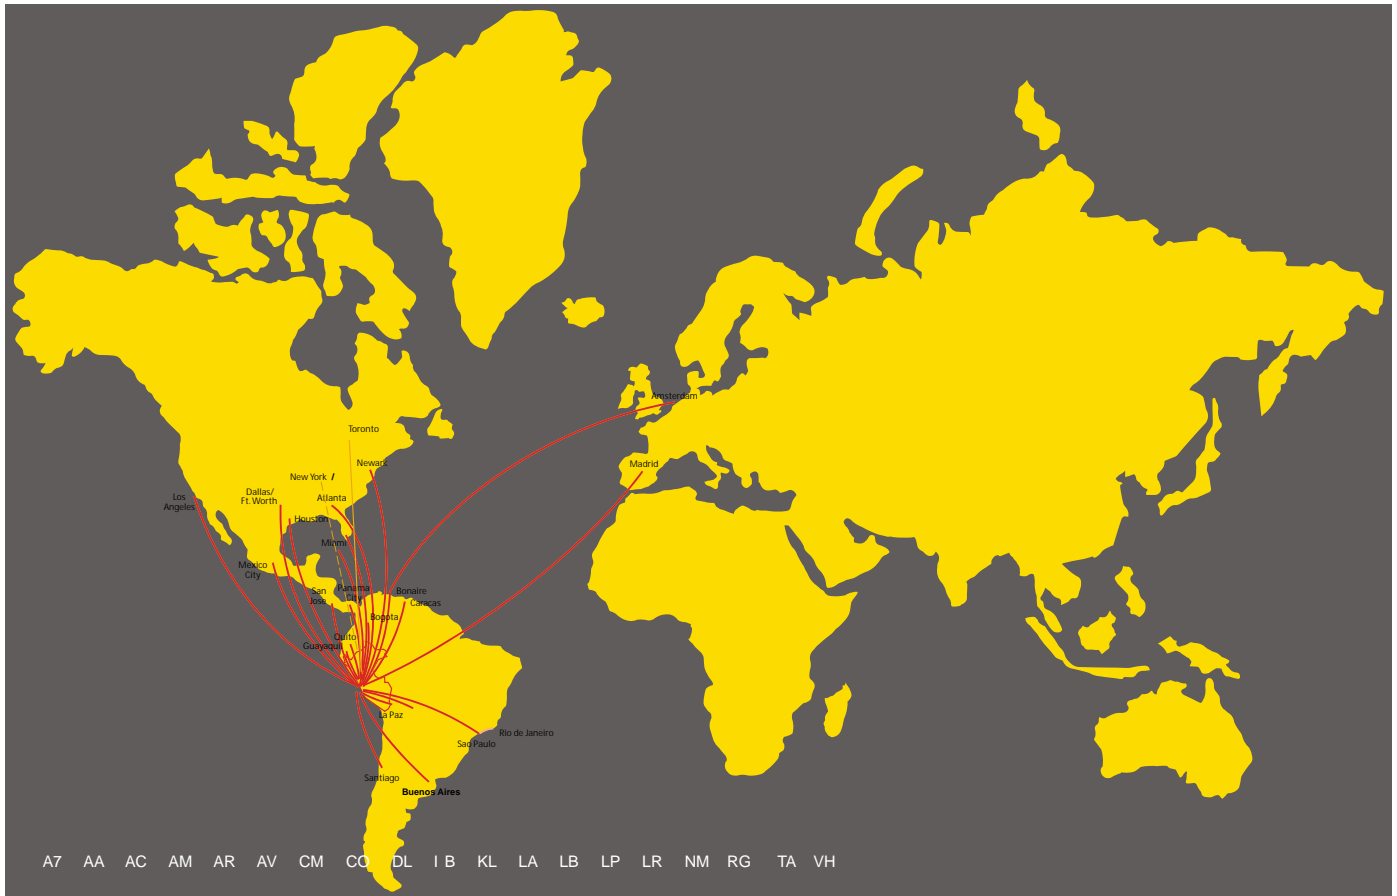 Amsterdam
Toronto
Newark
Madrid
New York /
Dallas/
Ft. Worth
Los
Angeles
Atlanta
Houston
Miami
Mexico
City
San
Jose
Panama
City
Bonaire
Caracas
Bogota
Quito
Guayaquil
La Paz
Rio de Janeiro
Sao Paulo
Santiago
Buenos Aires
A7 AA AC AM AR AV CM CO DL I B KL LA LB LP LR NM RG TA VH